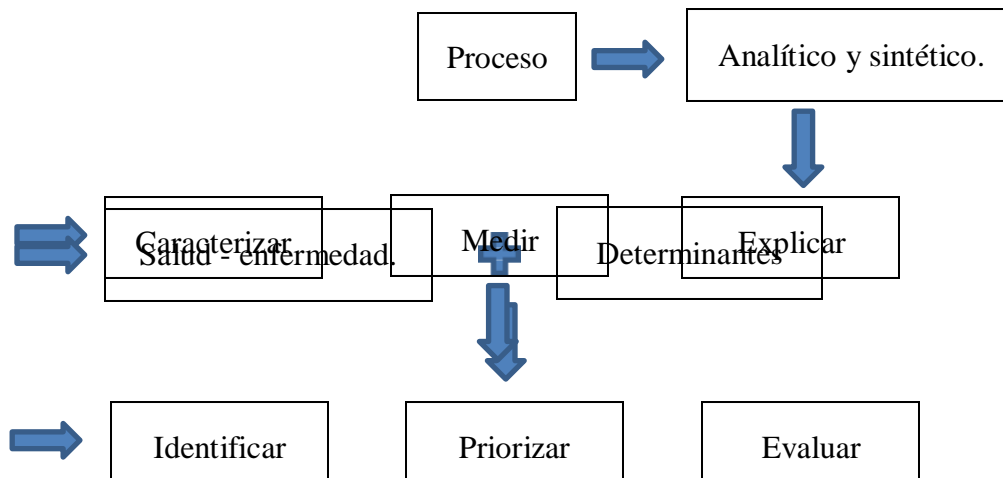 Proceso
Analítico y sintético.
Caracterizar
Medir
Explicar
Salud - enfermedad.
Determinantes
Identificar
Priorizar
Evaluar